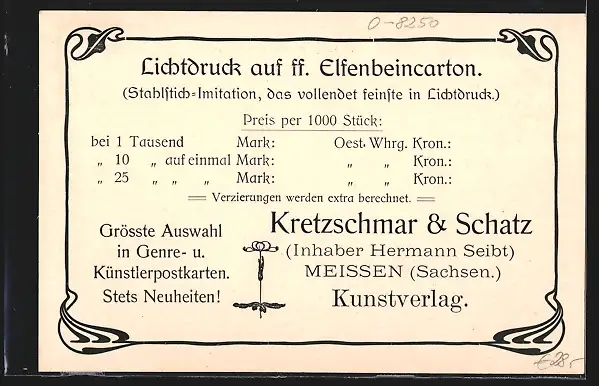 O-8250
Lichtdruck auf ff. Elfenbeincarton.
(Stahlstich-Imitation, das vollendet feinste in Lichtdruck.)
Preis per 1000 Stück:
bei 1 Tausend Mark: Oest. Whrg. Kron.:
„ 10 „ auf einmal Mark: „ „ Kron.:
„ 25 „ „ „ Mark: „ „ Kron.:
Verzierungen werden extra berechnet.
Grösste Auswahl
in Genre- u.
Künstlerpostkarten.
Stets Neuheiten!
Kretzschmar & Schatz
(Inhaber Hermann Seibt)
MEISSEN (Sachsen.)
Kunstverlag.
€28,-